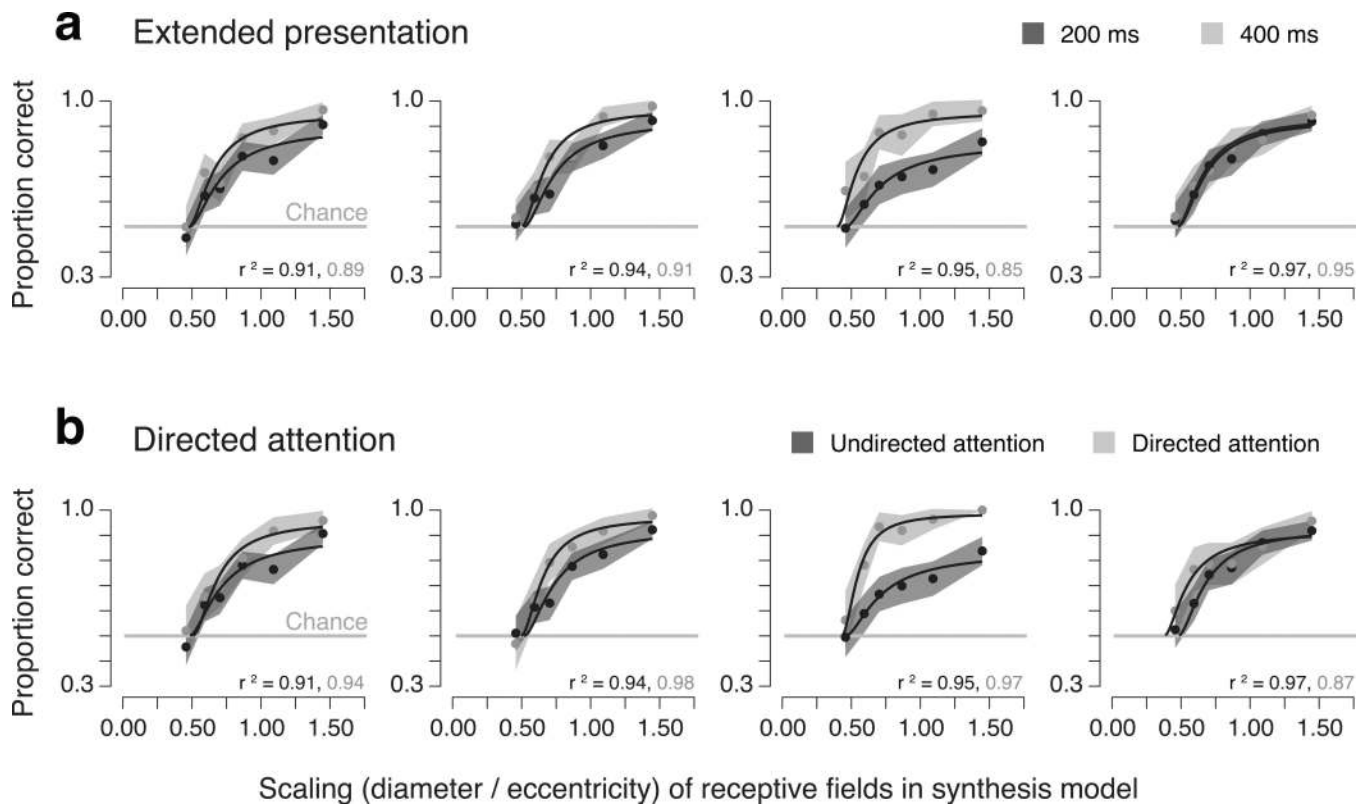 a Extended presentation 200 ms 400 ms
Proportion correct
1.0 1.0 1.0 1.0
Chance
0.3 0.3 0.3 0.3
r² = 0.91, 0.89 r² = 0.94, 0.91 r² = 0.95, 0.85 r² = 0.97, 0.95
0.00 0.50 1.00 1.50 0.00 0.50 1.00 1.50 0.00 0.50 1.00 1.50 0.00 0.50 1.00 1.50
b Directed attention Undirected attention Directed attention
Proportion correct
1.0 1.0 1.0 1.0
Chance
0.3 0.3 0.3 0.3
r² = 0.91, 0.94 r² = 0.94, 0.98 r² = 0.95, 0.97 r² = 0.97, 0.87
0.00 0.50 1.00 1.50 0.00 0.50 1.00 1.50 0.00 0.50 1.00 1.50 0.00 0.50 1.00 1.50
Scaling (diameter / eccentricity) of receptive fields in synthesis model